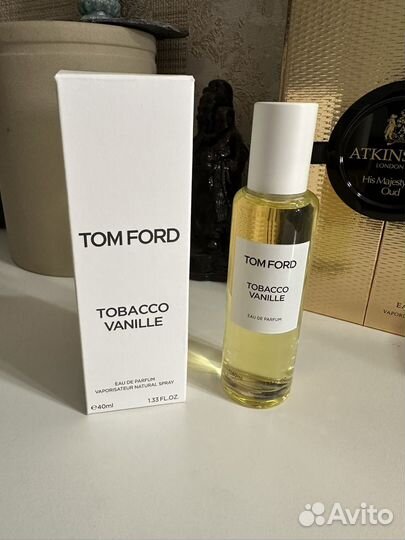 TOM FORD
TOBACCO
VANILLE
EAU DE PARFUM
VAPORISATEUR NATURAL SPRAY
℮40ml 1.33 FL.OZ.
TOM FORD
TOBACCO
VANILLE
EAU DE PARFUM
ATKINS
LONDON
His Majesty
Oud
Avito